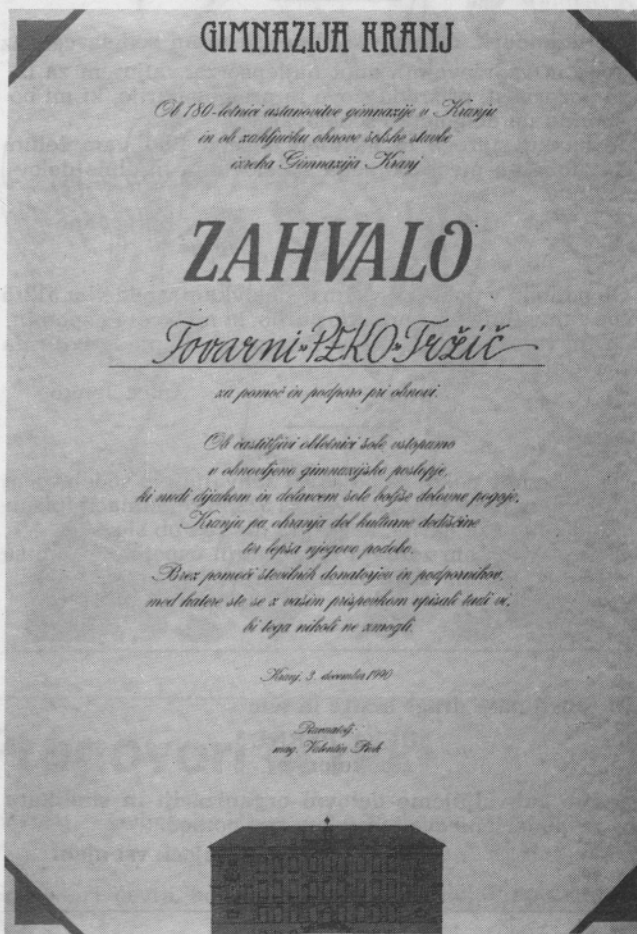 GIMNAZIJA KRANJ
Ob 180-letnici ustanovitve gimnazije v Kranju
in ob zaključku obnove šolske stavbe
izreka Gimnazija Kranj
ZAHVALO
Tovarni »PEKO« Tržič
za pomoč in podporo pri obnovi.
Ob častitljivi obletnici šole vstopamo
v obnovljeno gimnazijsko poslopje,
ki nudi dijakom in delavcem šole boljše delovne pogoje,
Kranju pa ohranja del kulturne dediščine
ter lepša njegovo podobo.
Brez pomoči številnih donatorjev in podpornikov,
med katere ste se z vašim prispevkom vpisali tudi vi,
bi tega nikoli ne zmogli.
Kranj, 3. december 1990
Ravnatelj:
mag. Valentin